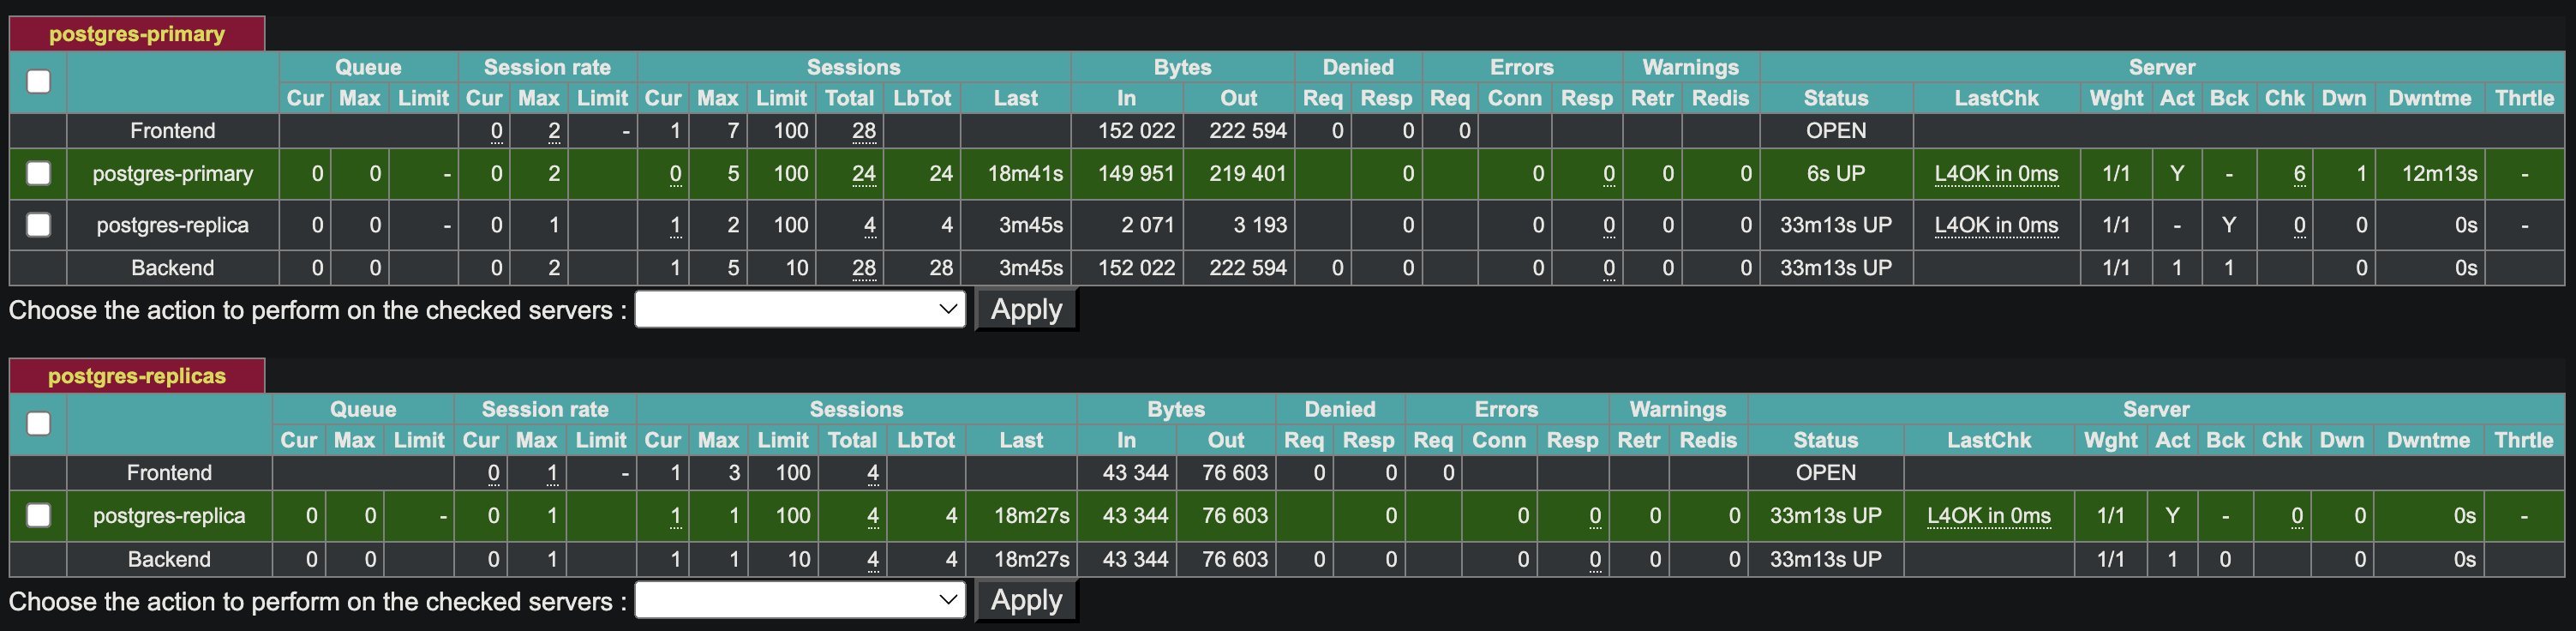 postgres-primary
Queue Session rate Sessions Bytes Denied Errors Warnings Server
Cur Max Limit Cur Max Limit Cur Max Limit Total LbTot Last In Out Req Resp Req Conn Resp Retr Redis Status LastChk Wght Act Bck Chk Dwn Dwntme Thrtle
Frontend 0 2 - 1 7 100 28 152 022 222 594 0 0 0 OPEN
postgres-primary 0 0 - 0 2 0 5 100 24 24 18m41s 149 951 219 401 0 0 0 0 0 6s UP L4OK in 0ms 1/1 Y - 6 1 12m13s -
postgres-replica 0 0 - 0 1 1 2 100 4 4 3m45s 2 071 3 193 0 0 0 0 0 33m13s UP L4OK in 0ms 1/1 - Y 0 0 0s -
Backend 0 0 0 2 1 5 10 28 28 3m45s 152 022 222 594 0 0 0 0 0 0 33m13s UP 1/1 1 1 0 0s
Choose the action to perform on the checked servers : Apply
postgres-replicas
Queue Session rate Sessions Bytes Denied Errors Warnings Server
Cur Max Limit Cur Max Limit Cur Max Limit Total LbTot Last In Out Req Resp Req Conn Resp Retr Redis Status LastChk Wght Act Bck Chk Dwn Dwntme Thrtle
Frontend 0 1 - 1 3 100 4 43 344 76 603 0 0 0 OPEN
postgres-replica 0 0 - 0 1 1 1 100 4 4 18m27s 43 344 76 603 0 0 0 0 0 33m13s UP L4OK in 0ms 1/1 Y - 0 0 0s -
Backend 0 0 0 1 1 1 10 4 4 18m27s 43 344 76 603 0 0 0 0 0 0 33m13s UP 1/1 1 0 0 0s
Choose the action to perform on the checked servers : Apply